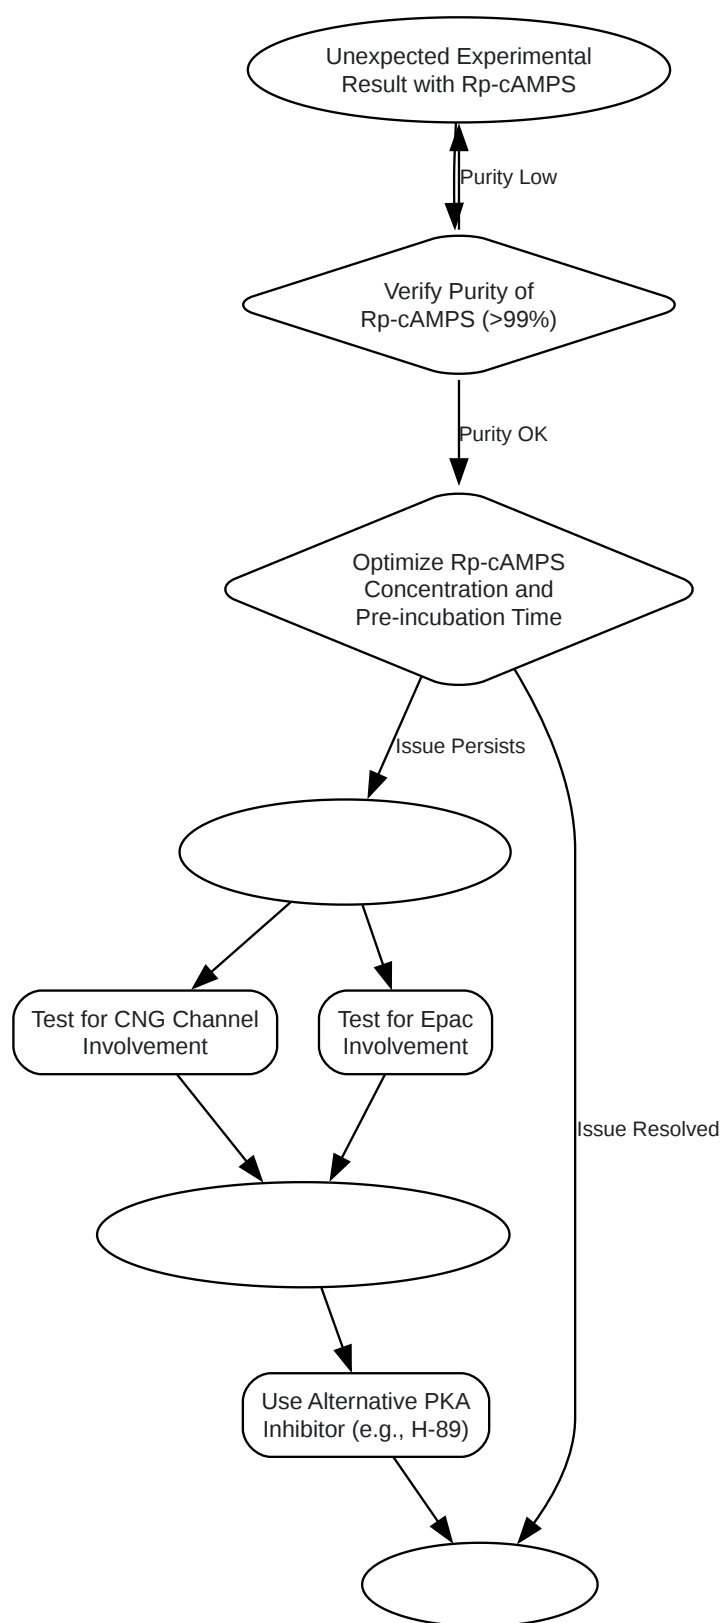 Unexpected Experimental
Result with Rp-cAMPS
Purity Low
Verify Purity of
Rp-cAMPS (>99%)
Purity OK
Optimize Rp-cAMPS
Concentration and
Pre-incubation Time
Issue Persists
Test for CNG Channel
Involvement
Test for Epac
Involvement
Issue Resolved
Use Alternative PKA
Inhibitor (e.g., H-89)